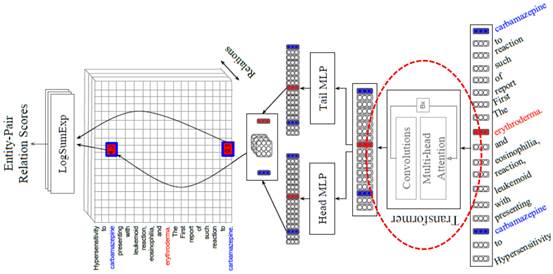 Entity-Pair
Relation Scores
LogSumExp
Relations
Hypersensitivity
to
carbamazepine
presenting
with
leukemoid
reaction,
eosinophilia,
and
erythroderma.
The
First
report
of
such
reaction
to
carbamazepine.
Head MLP
Tail MLP
Transformer
Bx
Convolutions
Multi-head
Attention
Hypersensitivity
to
carbamazepine
presenting
with
leukemoid
reaction,
eosinophilia,
and
erythroderma.
The
First
report
of
such
reaction
to
carbamazepine